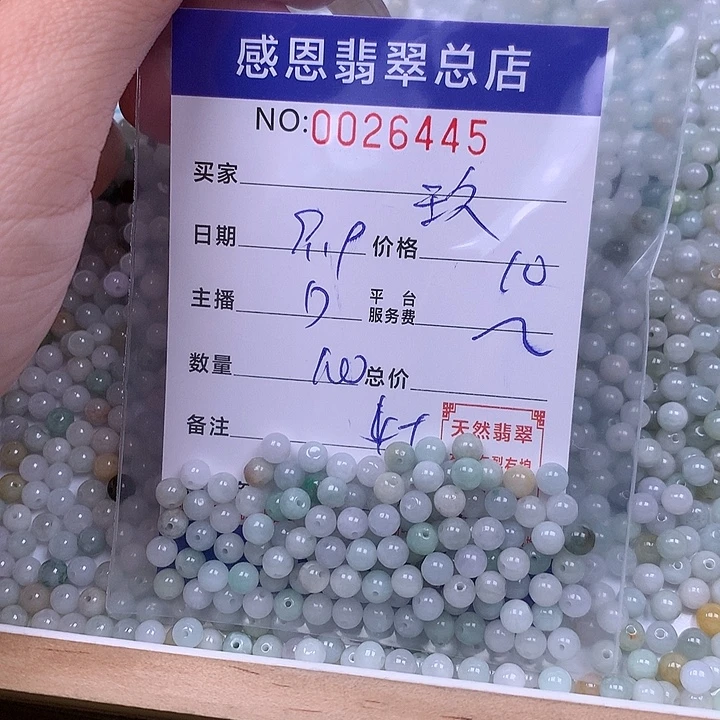 感恩翡翠总店
NO:0026445
买家 玖
日期 价格 10
主播 平台服务费
数量 100 总价
备注
天然翡翠